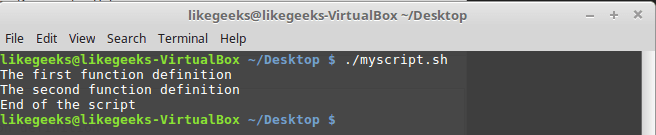 likegeeks@likegeeks-VirtualBox ~/Desktop
File Edit View Search Terminal Help
likegeeks@likegeeks-VirtualBox ~/Desktop $ ./myscript.sh
The first function definition
The second function definition
End of the script
likegeeks@likegeeks-VirtualBox ~/Desktop $